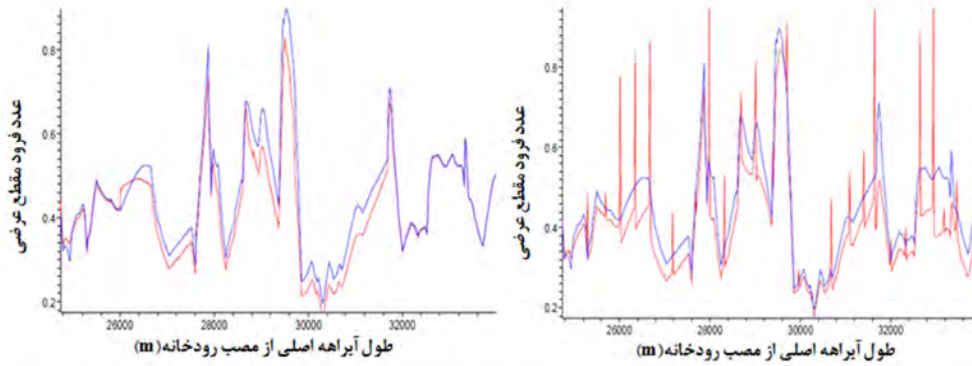 عدد فرود مقطع عرضی
0.8
0.6
0.4
0.2
26000 28000 30000 32000
طول آبراهه اصلی از مصب رودخانه(m)
عدد فرود مقطع عرضی
0.8
0.6
0.4
0.2
26000 28000 30000 32000
طول آبراهه اصلی از مصب رودخانه(m)